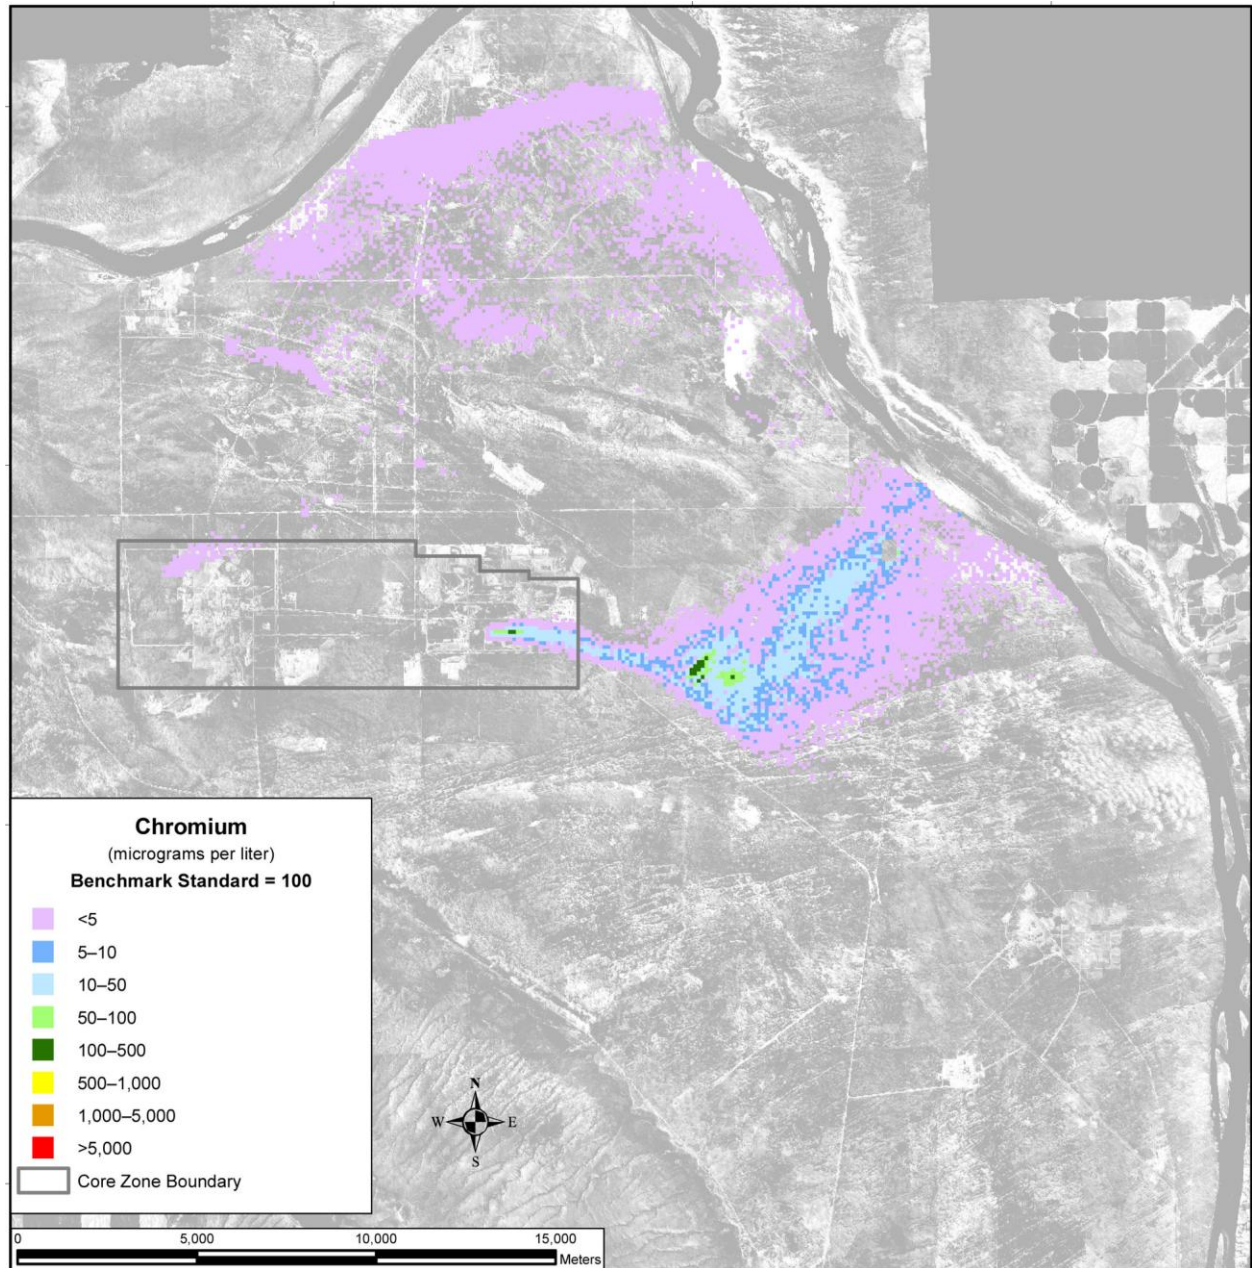 Chromium
(micrograms per liter)
Benchmark Standard = 100
<5
5–10
10–50
50–100
100–500
500–1,000
1,000–5,000
>5,000
Core Zone Boundary
N
W E
S
0 5,000 10,000 15,000
Meters